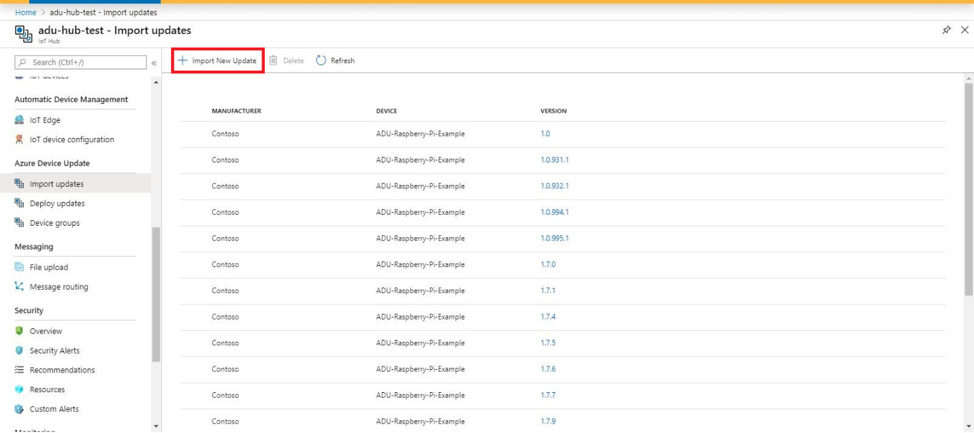 Home > adu-hub-test - Import updates
adu-hub-test - Import updates
IoT Hub
Search (Ctrl+/)
«
IoT devices
Automatic Device Management
IoT Edge
IoT device configuration
Azure Device Update
Import updates
Deploy updates
Device groups
Messaging
File upload
Message routing
Security
Overview
Security Alerts
Recommendations
Resources
Custom Alerts
Monitoring
Import New Update Delete Refresh
MANUFACTURER DEVICE VERSION
Contoso ADU-Raspberry-Pi-Example 1.0
Contoso ADU-Raspberry-Pi-Example 1.0.931.1
Contoso ADU-Raspberry-Pi-Example 1.0.932.1
Contoso ADU-Raspberry-Pi-Example 1.0.994.1
Contoso ADU-Raspberry-Pi-Example 1.0.995.1
Contoso ADU-Raspberry-Pi-Example 1.7.0
Contoso ADU-Raspberry-Pi-Example 1.7.1
Contoso ADU-Raspberry-Pi-Example 1.7.4
Contoso ADU-Raspberry-Pi-Example 1.7.5
Contoso ADU-Raspberry-Pi-Example 1.7.6
Contoso ADU-Raspberry-Pi-Example 1.7.7
Contoso ADU-Raspberry-Pi-Example 1.7.9